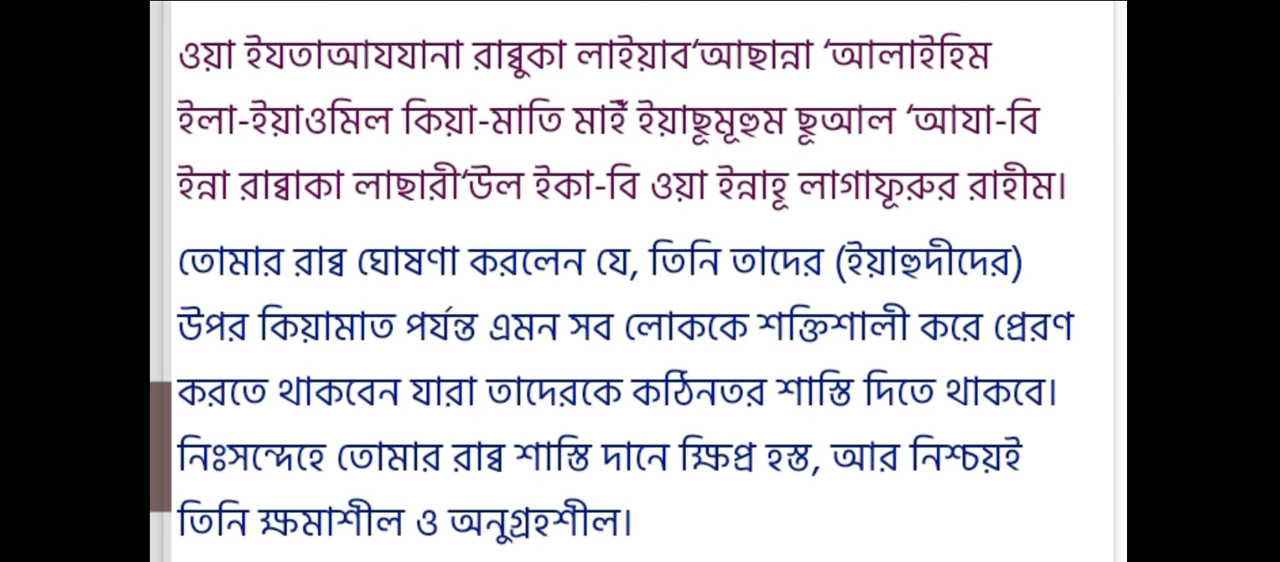 ওয়া ইযতাআযযানা রাব্বুকা লাইয়াব‘আছান্না ‘আলাইহিম
ইলা-ইয়াওমিল কিয়া-মাতি মাইঁ ইয়াছূমূহুম ছূআল ‘আযা-বি
ইন্না রাব্বাকা লাছারী‘উল ইকা-বি ওয়া ইন্নাহূ লাগাফূরুর রাহীম।
তোমার রাব্ব ঘোষণা করলেন যে, তিনি তাদের (ইয়াহুদীদের)
উপর কিয়ামাত পর্যন্ত এমন সব লোককে শক্তিশালী করে প্রেরণ
করতে থাকবেন যারা তাদেরকে কঠিনতর শাস্তি দিতে থাকবে।
নিঃসন্দেহে তোমার রাব্ব শাস্তি দানে ক্ষিপ্র হস্ত, আর নিশ্চয়ই
তিনি ক্ষমাশীল ও অনুগ্রহশীল।